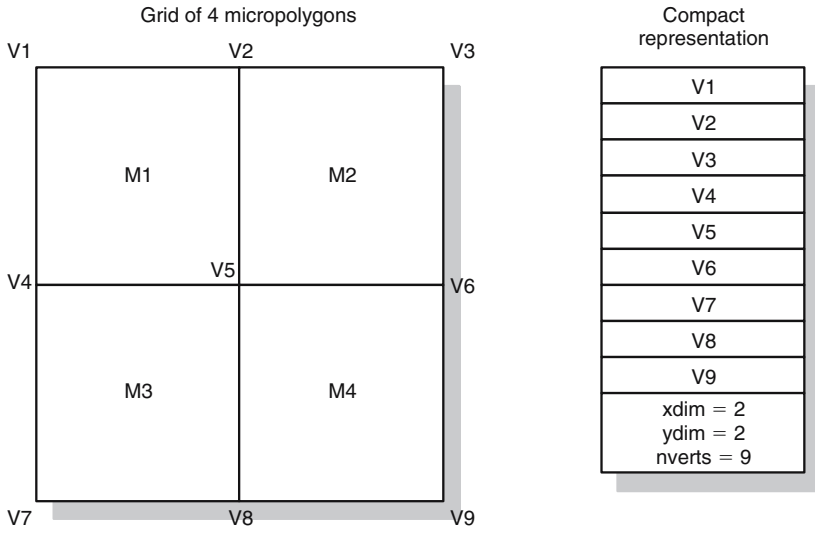 Grid of 4 micropolygons
V1
V2
V3
M1
M2
V4
V5
V6
M3
M4
V7
V8
V9
Compact
representation
V1
V2
V3
V4
V5
V6
V7
V8
V9
xdim = 2
ydim = 2
nverts = 9